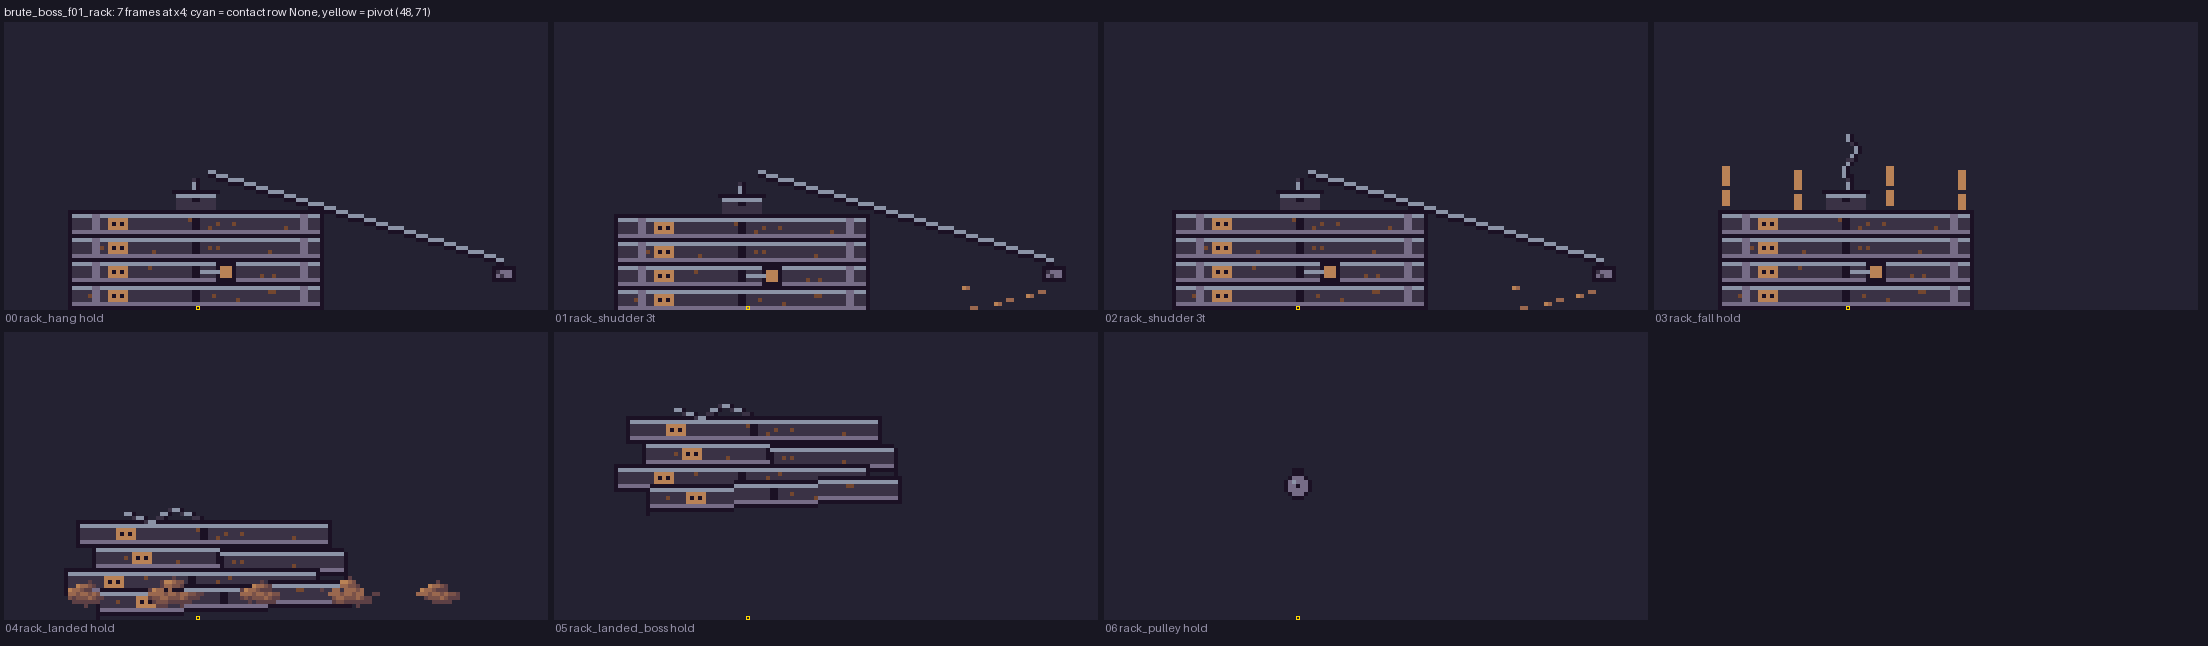 brute_boss_f01_rack: 7 frames at x4; cyan = contact row None, yellow = pivot (48,71)
00 rack_hang hold
01 rack_shudder 3t
02 rack_shudder 3t
03 rack_fall hold
04 rack_landed hold
05 rack_landed_boss hold
06 rack_pulley hold